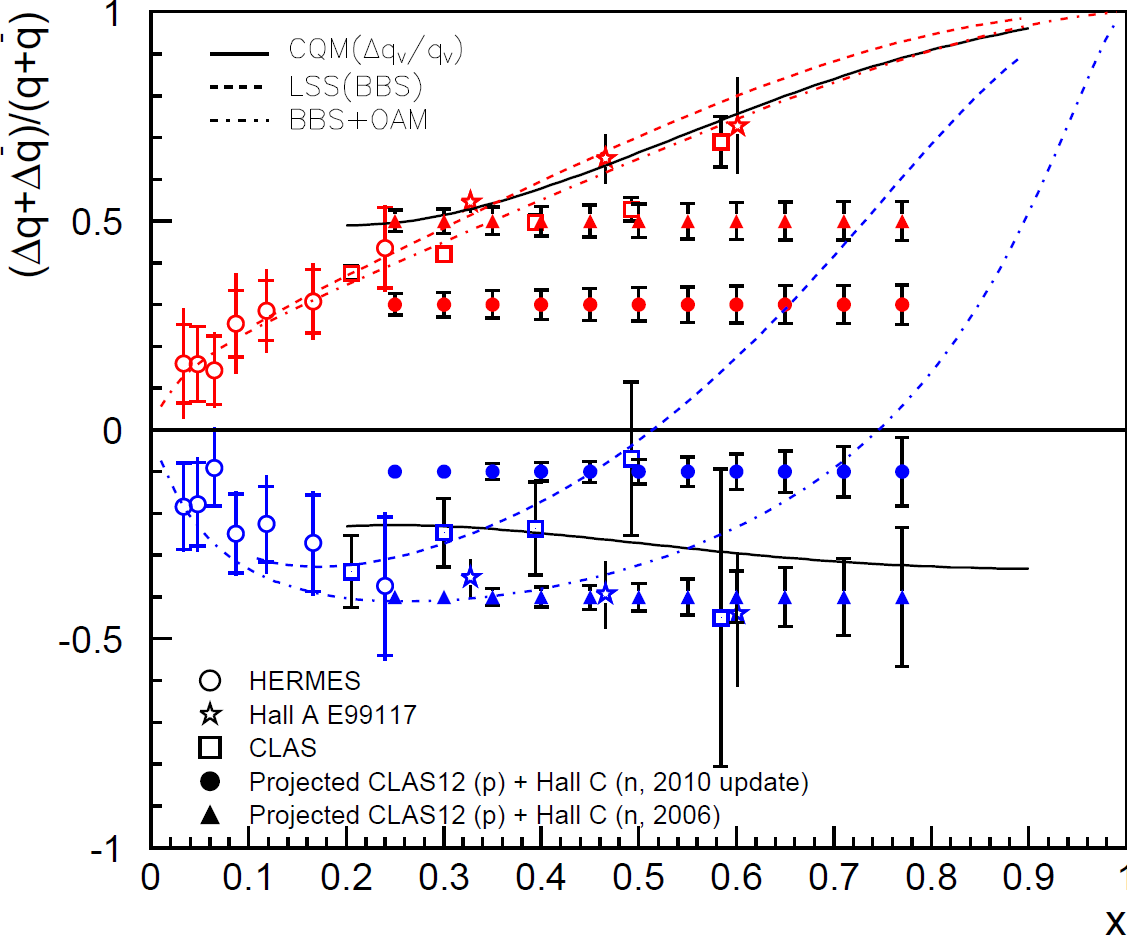 (Δq+Δq̄)/(q+q̄)
1
0.5
0
-0.5
-1
CQM(Δqᵥ/qᵥ)
LSS(BBS)
BBS+OAM
HERMES
Hall A E99117
CLAS
Projected CLAS12 (p) + Hall C (n, 2010 update)
Projected CLAS12 (p) + Hall C (n, 2006)
0 0.1 0.2 0.3 0.4 0.5 0.6 0.7 0.8 0.9 1
x